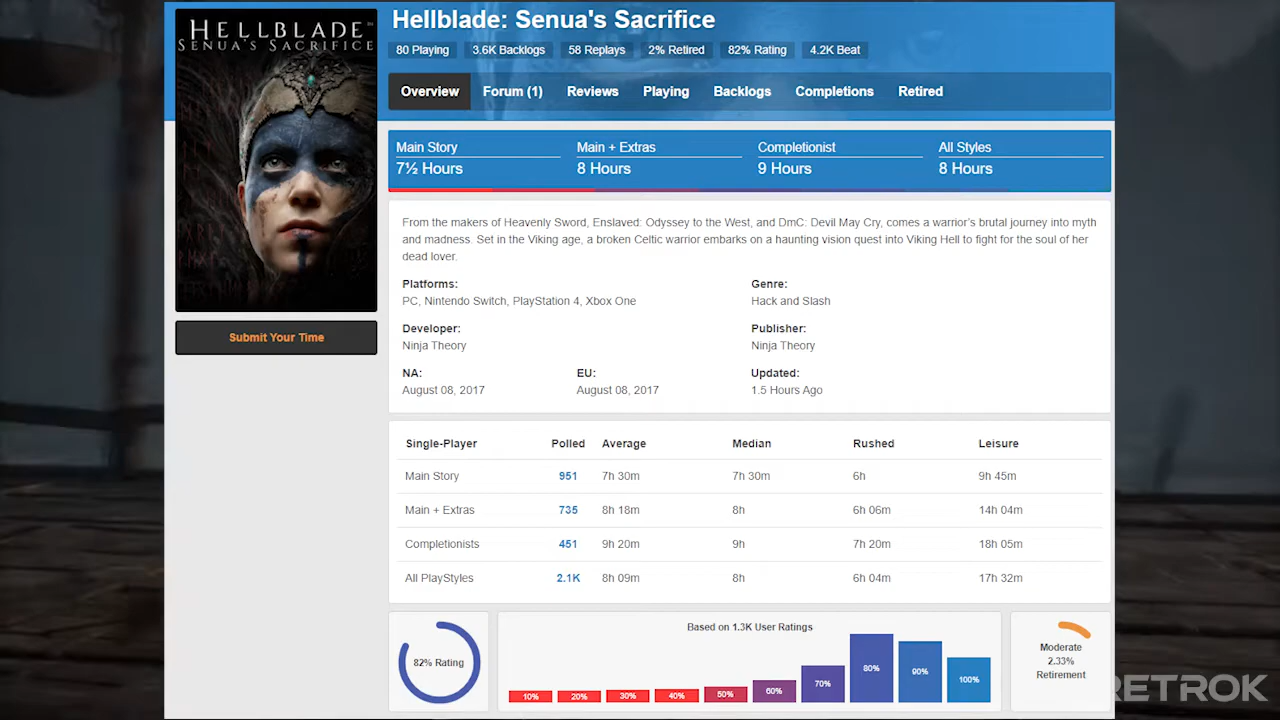 HELLBLADE
SENUA'S SACRIFICE
Hellblade: Senua's Sacrifice
80 Playing 3.6K Backlogs 58 Replays 2% Retired 82% Rating 4.2K Beat
Overview Forum (1) Reviews Playing Backlogs Completions Retired
Main Story Main + Extras Completionist All Styles
7½ Hours 8 Hours 9 Hours 8 Hours
From the makers of Heavenly Sword, Enslaved: Odyssey to the West, and DmC: Devil May Cry, comes a warrior's brutal journey into myth
and madness. Set in the Viking age, a broken Celtic warrior embarks on a haunting vision quest into Viking Hell to fight for the soul of her
dead lover.
Platforms: Genre:
PC, Nintendo Switch, PlayStation 4, Xbox One Hack and Slash
Submit Your Time
Developer: Publisher:
Ninja Theory Ninja Theory
NA: EU: Updated:
August 08, 2017 August 08, 2017 1.5 Hours Ago
Single-Player Polled Average Median Rushed Leisure
Main Story 951 7h 30m 7h 30m 6h 9h 45m
Main + Extras 735 8h 18m 8h 6h 06m 14h 04m
Completionists 451 9h 20m 9h 7h 20m 18h 05m
All PlayStyles 2.1K 8h 09m 8h 6h 04m 17h 32m
82% Rating
Based on 1.3K User Ratings
10% 20% 30% 40% 50% 60% 70% 80% 90% 100%
Moderate
2.33%
Retirement
RETROK